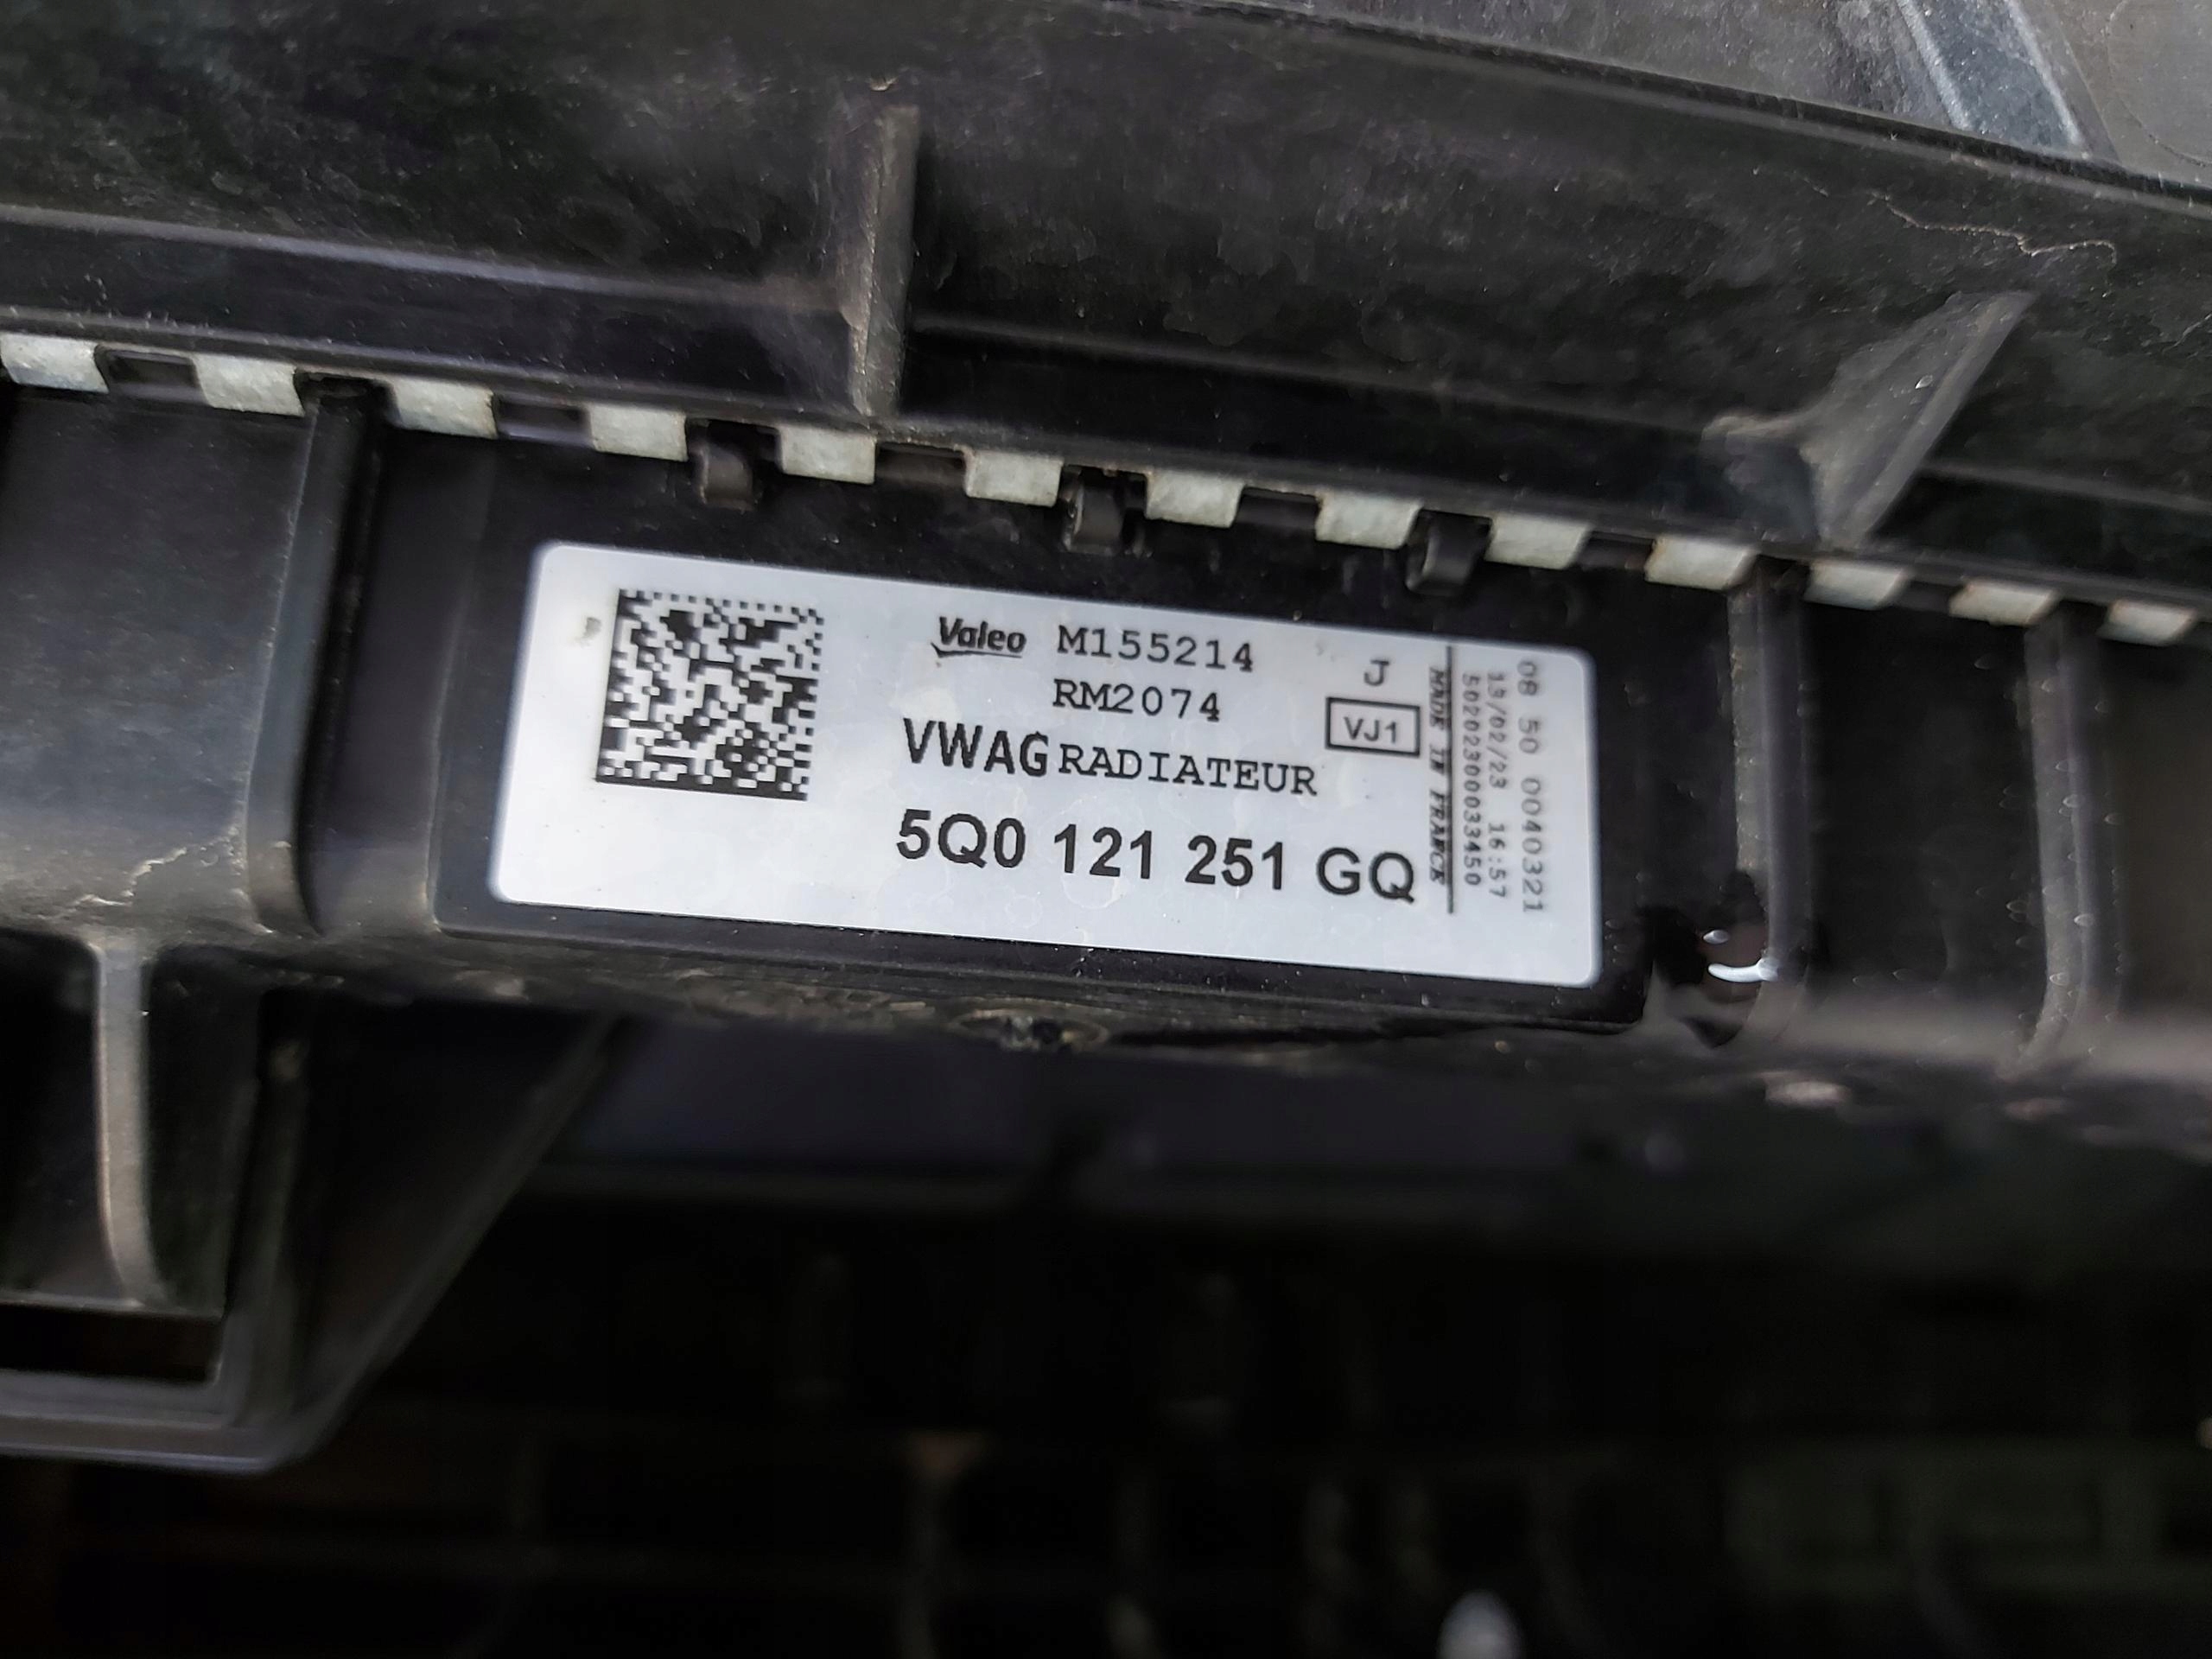 Valeo M155214
RM2074
VWAG RADIATEUR
5Q0 121 251 GQ
J
VJ1
MADE IN FRANCE
50202300033450
13/02/23 16:57
08 50 0040321